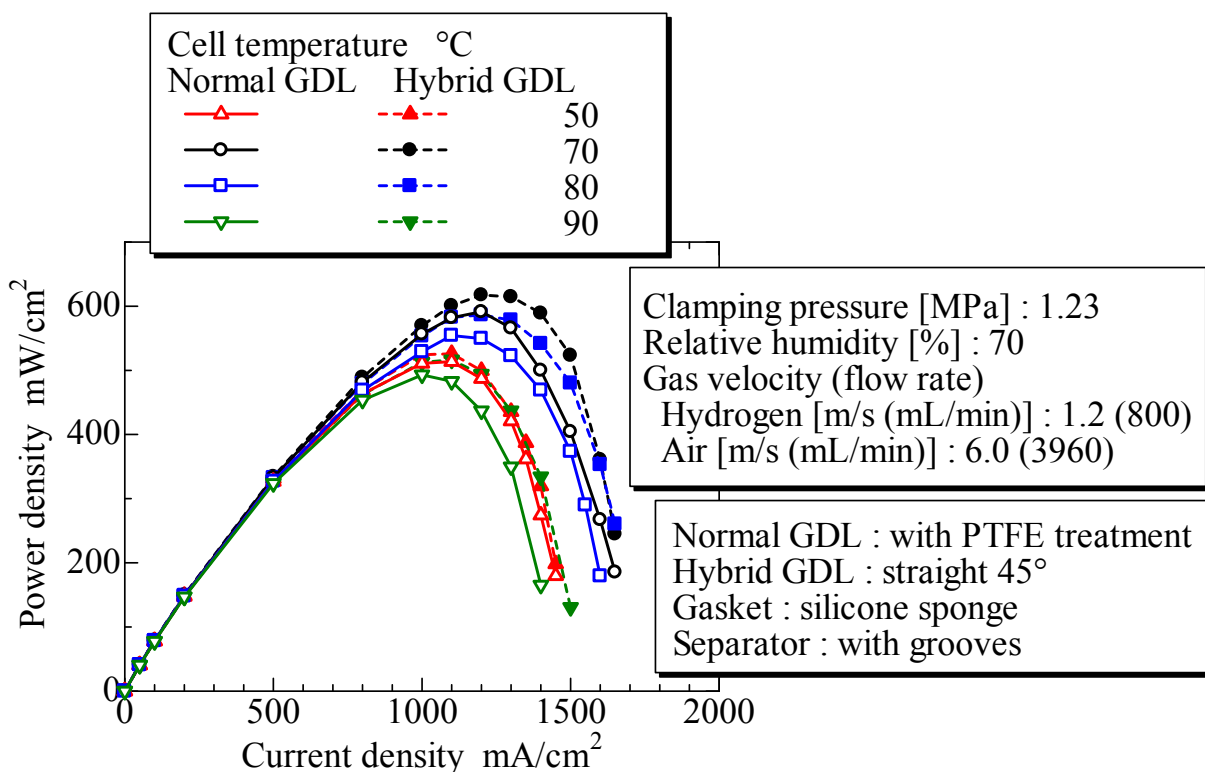 Cell temperature °C
Normal GDL Hybrid GDL
50
70
80
90
Power density mW/cm²
600
400
200
0
0 500 1000 1500 2000
Current density mA/cm²
Clamping pressure [MPa] : 1.23
Relative humidity [%] : 70
Gas velocity (flow rate)
Hydrogen [m/s (mL/min)] : 1.2 (800)
Air [m/s (mL/min)] : 6.0 (3960)
Normal GDL : with PTFE treatment
Hybrid GDL : straight 45°
Gasket : silicone sponge
Separator : with grooves